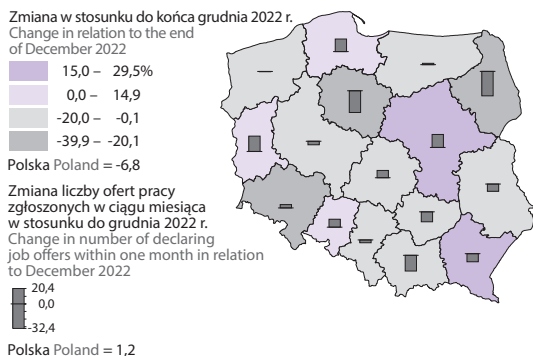 Zmiana w stosunku do końca grudnia 2022 r.
Change in relation to the end
of December 2022
15,0 – 29,5%
0,0 – 14,9
-20,0 – -0,1
-39,9 – -20,1
Polska Poland = -6,8
Zmiana liczby ofert pracy
zgłoszonych w ciągu miesiąca
w stosunku do grudnia 2022 r.
Change in number of declaring
job offers within one month in relation
to December 2022
20,4
0,0
-32,4
Polska Poland = 1,2